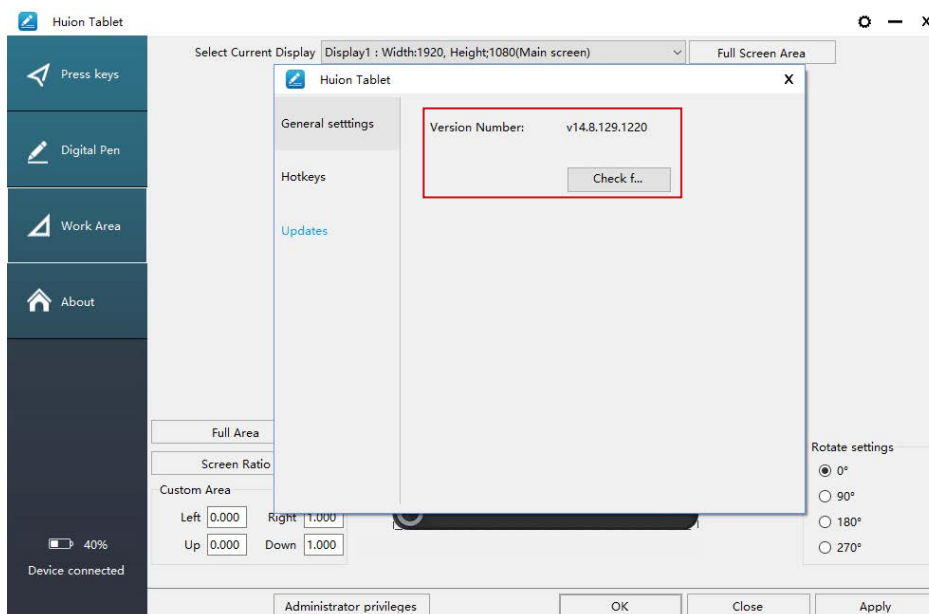 Huion Tablet
X
Press keys
Digital Pen
Work Area
About
40%
Device connected
Select Current Display Display1 : Width:1920, Height;1080(Main screen) Full Screen Area
Huion Tablet X
General setttings
Hotkeys
Updates
Version Number: v14.8.129.1220
Check f...
Full Area
Screen Ratio
Custom Area
Left 0.000 Right 1.000
Up 0.000 Down 1.000
Rotate settings
0°
90°
180°
270°
Administrator privileges OK Close Apply